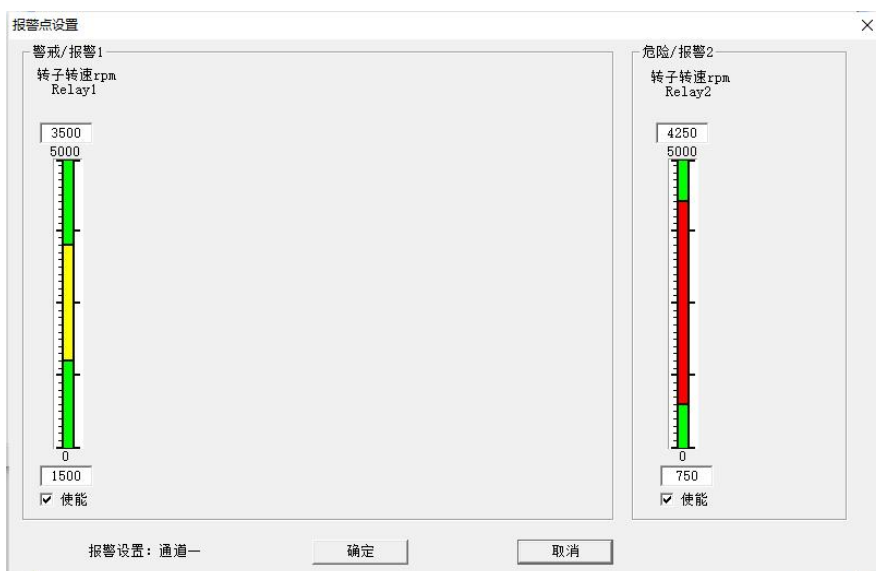 报警点设置
警戒/报警1
转子转速rpm
Relay1
3500
5000
0
1500
使能
危险/报警2
转子转速rpm
Relay2
4250
5000
0
750
使能
报警设置：通道一
确定
取消